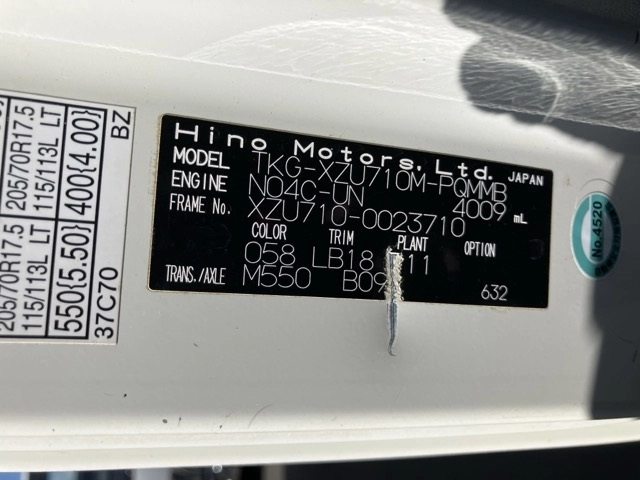 205/70R17.5 205/70R17.5
115/113L LT 115/113L LT
550{5.50} 400{4.00}
37C70 BZ
Hino Motors,Ltd. JAPAN
MODEL TKG-XZU710M-PQMMB
ENGINE N04C-UN 4009 mL
FRAME No. XZU710-0023710
COLOR TRIM PLANT OPTION
058 LB18 11
TRANS./AXLE M550 B09 632
No.4520